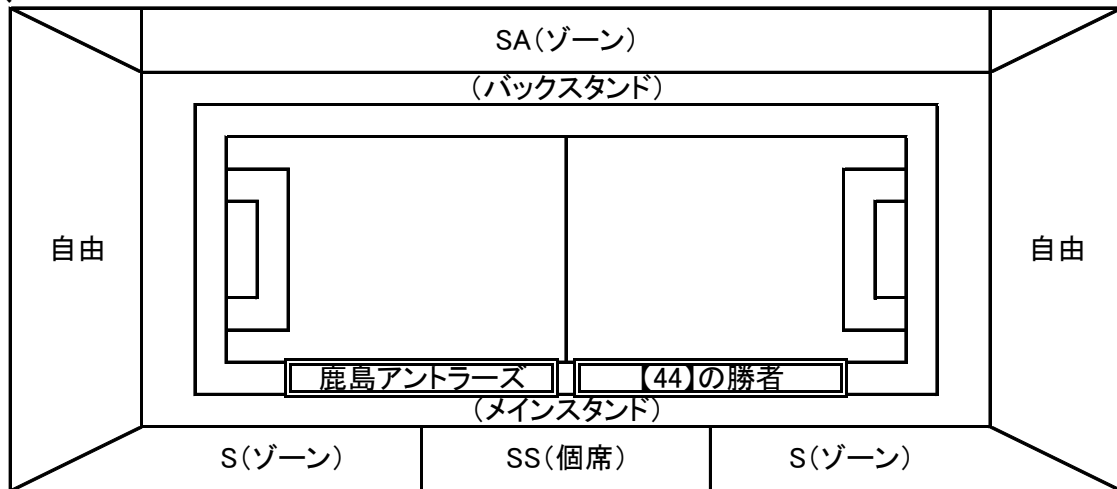 SA(ゾーン)
(バックスタンド)
自由
自由
鹿島アントラーズ
【44】の勝者
(メインスタンド)
S(ゾーン)
SS(個席)
S(ゾーン)